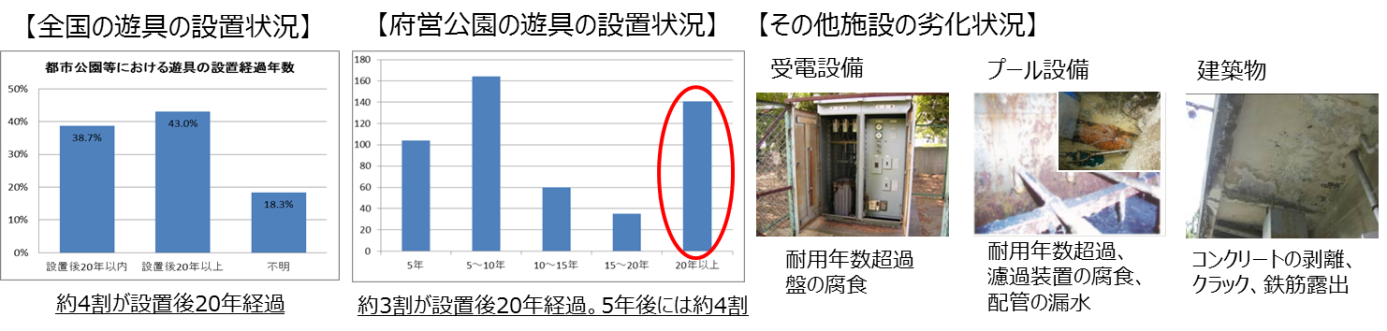 【全国の遊具の設置状況】
都市公園等における遊具の設置経過年数
50%
40%
30%
20%
10%
0%
38.7%
43.0%
18.3%
設置後20年以内
設置後20年以上
不明
約4割が設置後20年経過
【府営公園の遊具の設置状況】
180
160
140
120
100
80
60
40
20
0
5年
5～10年
10～15年
15～20年
20年以上
約3割が設置後20年経過。5年後には約4割
【その他施設の劣化状況】
受電設備
耐用年数超過
盤の腐食
プール設備
耐用年数超過、
濾過装置の腐食、
配管の漏水
建築物
コンクリートの剥離、
クラック、鉄筋露出